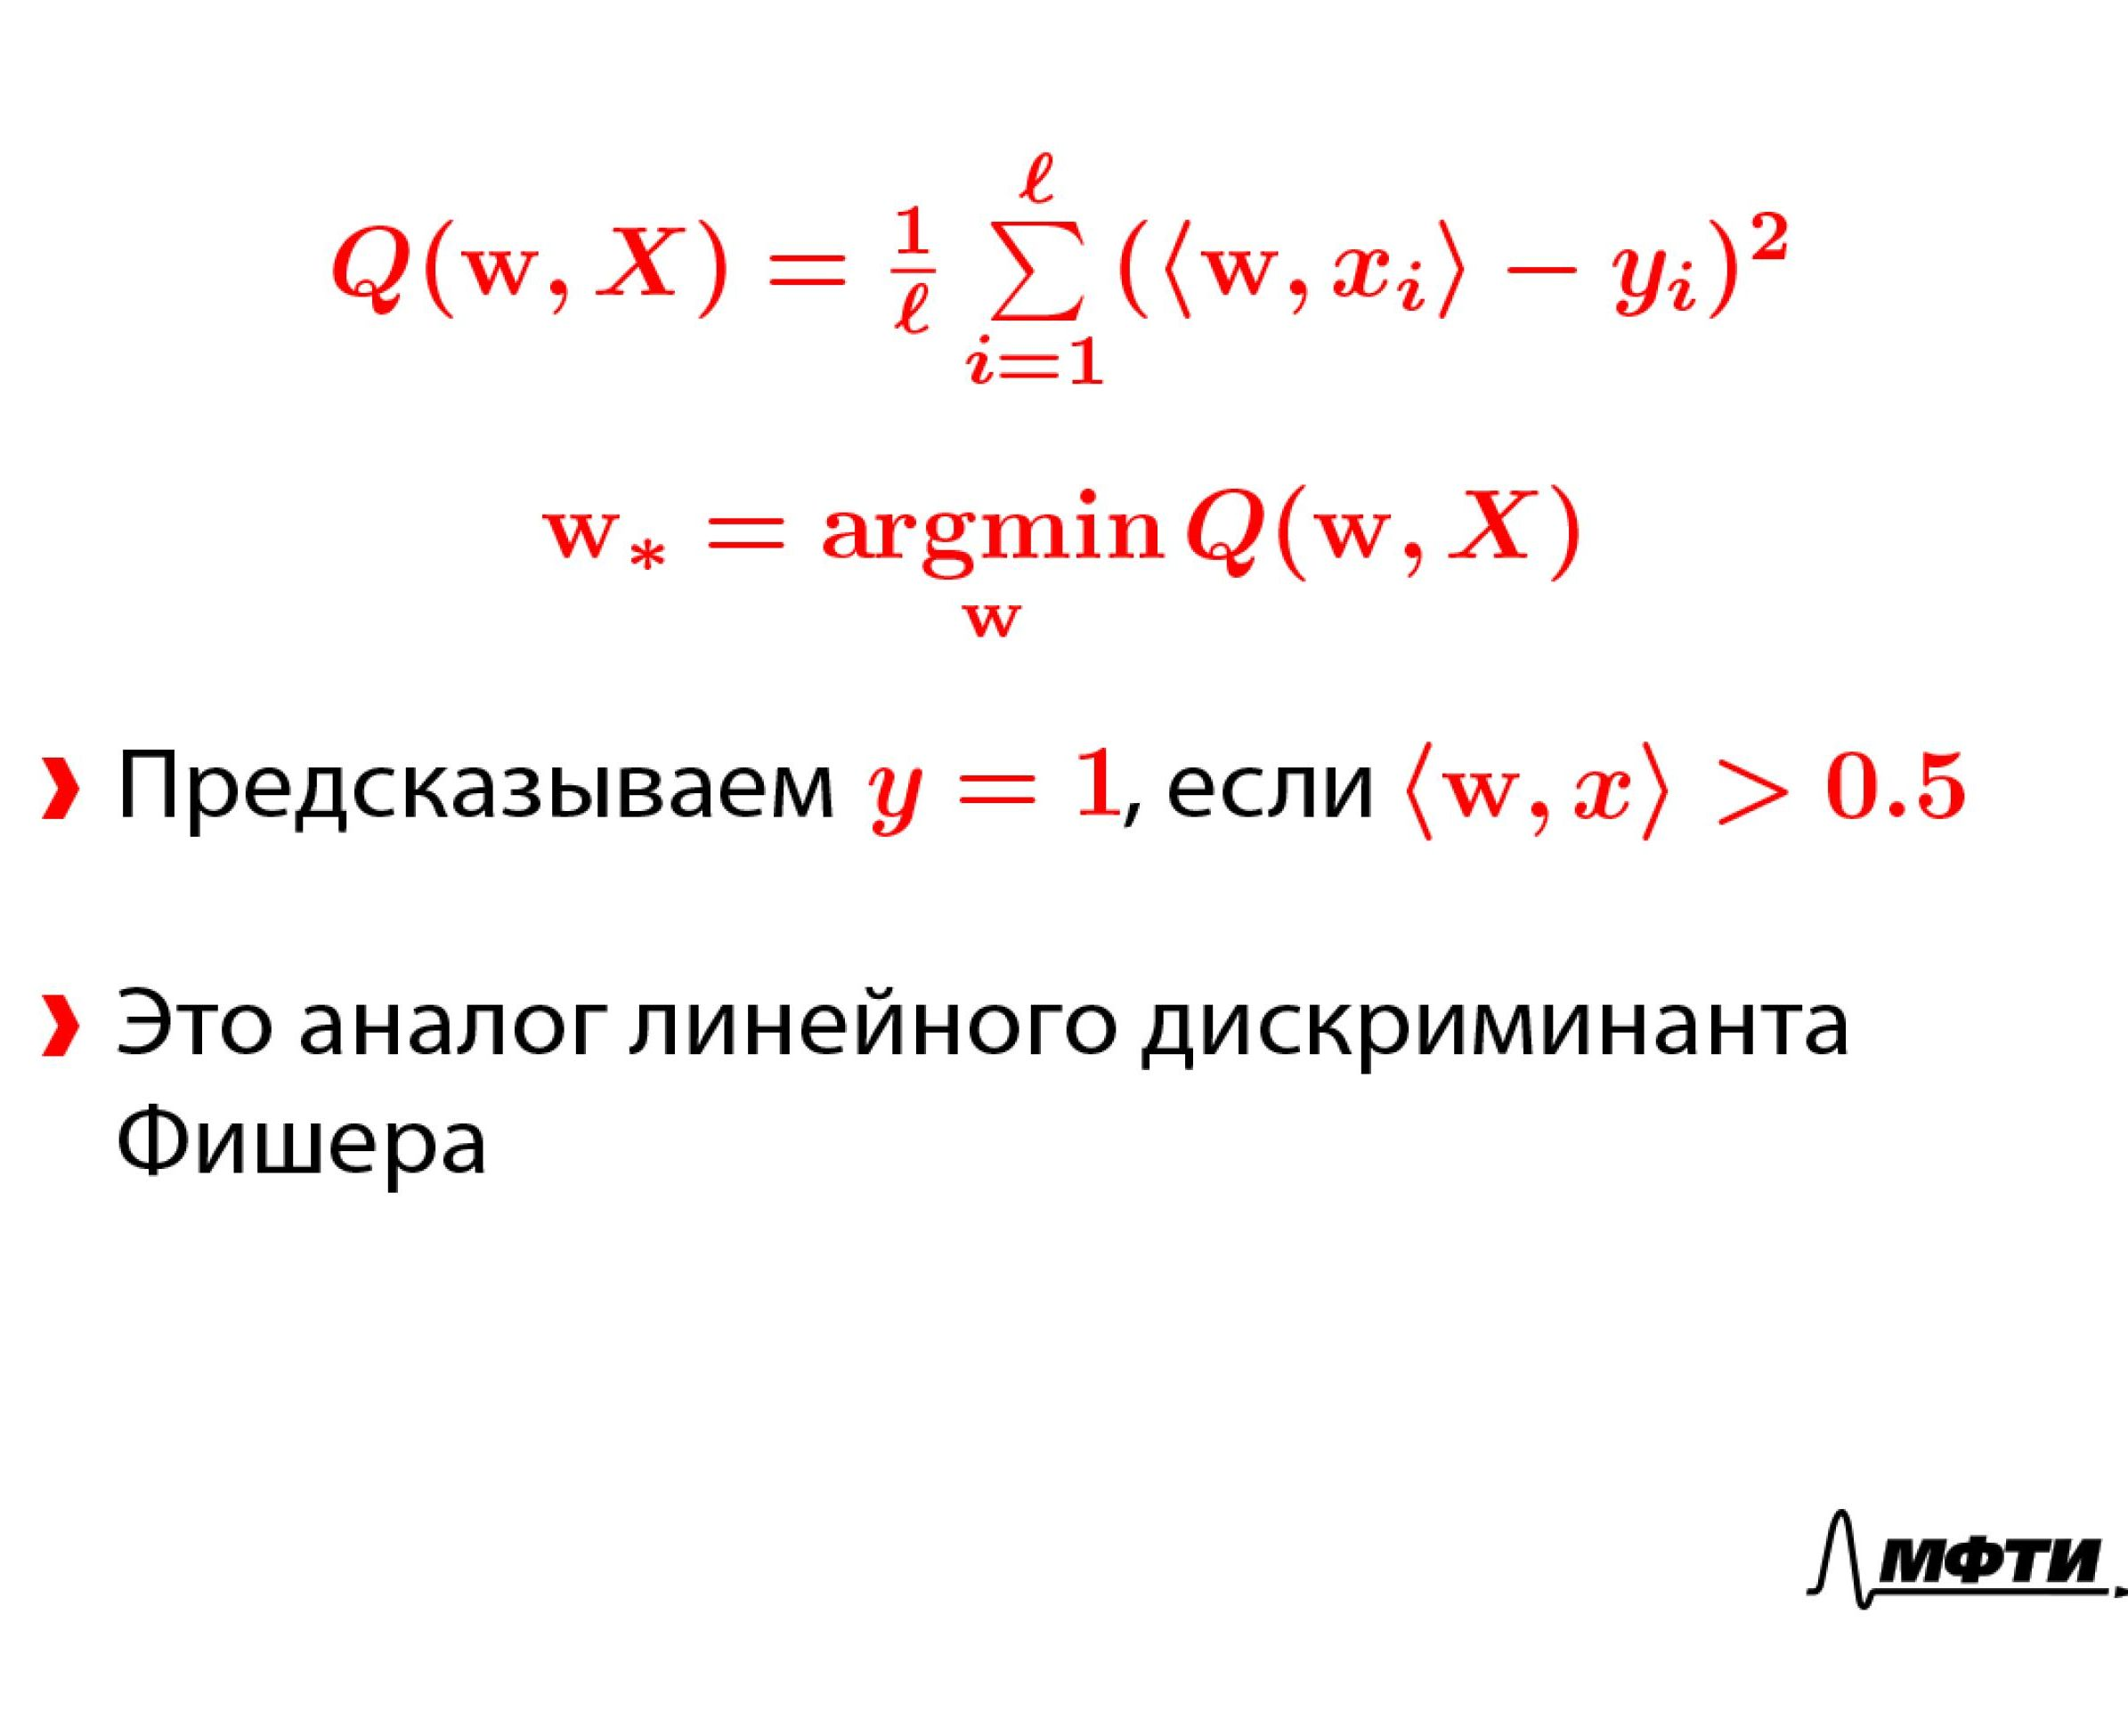 Q(w, X) = 1/ℓ ∑_{i=1}^{ℓ} (⟨w, x_i⟩ − y_i)²
w_* = argmin_w Q(w, X)
Предсказываем y = 1, если ⟨w, x⟩ > 0.5
Это аналог линейного дискриминанта
Фишера
МФТИ